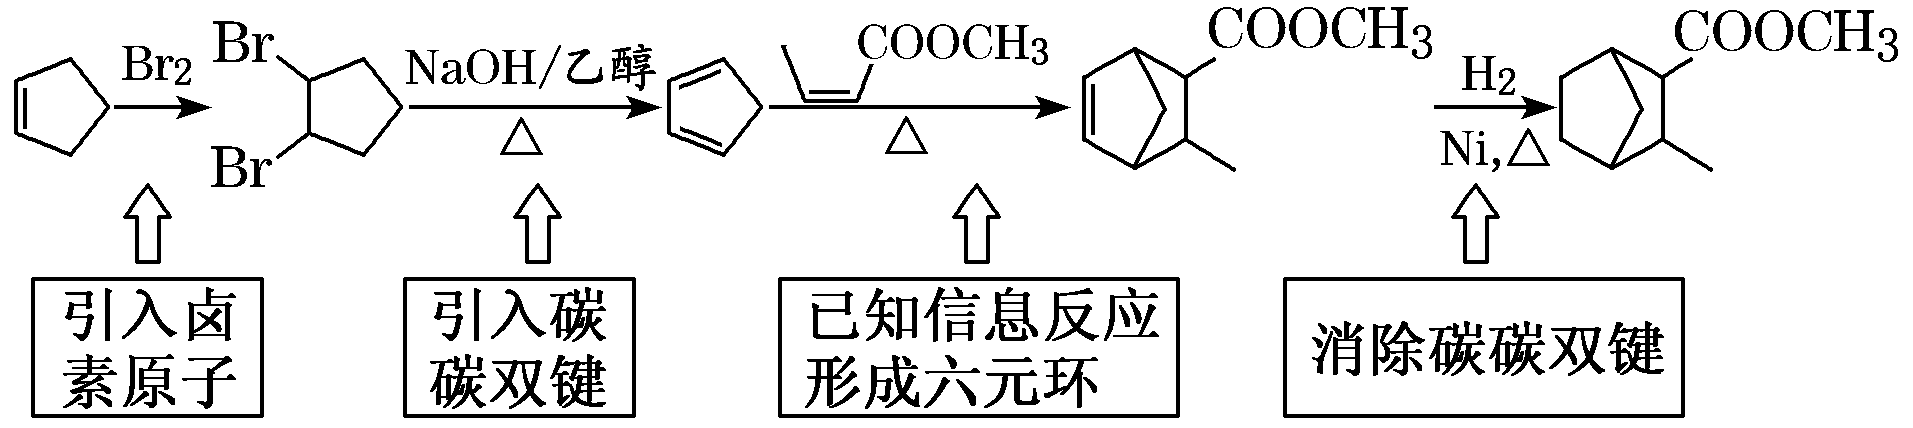 Br2
Br
Br
NaOH/乙醇
△
COOCH3
△
COOCH3
H2
Ni,△
COOCH3
引入卤
素原子
引入碳
碳双键
已知信息反应
形成六元环
消除碳碳双键